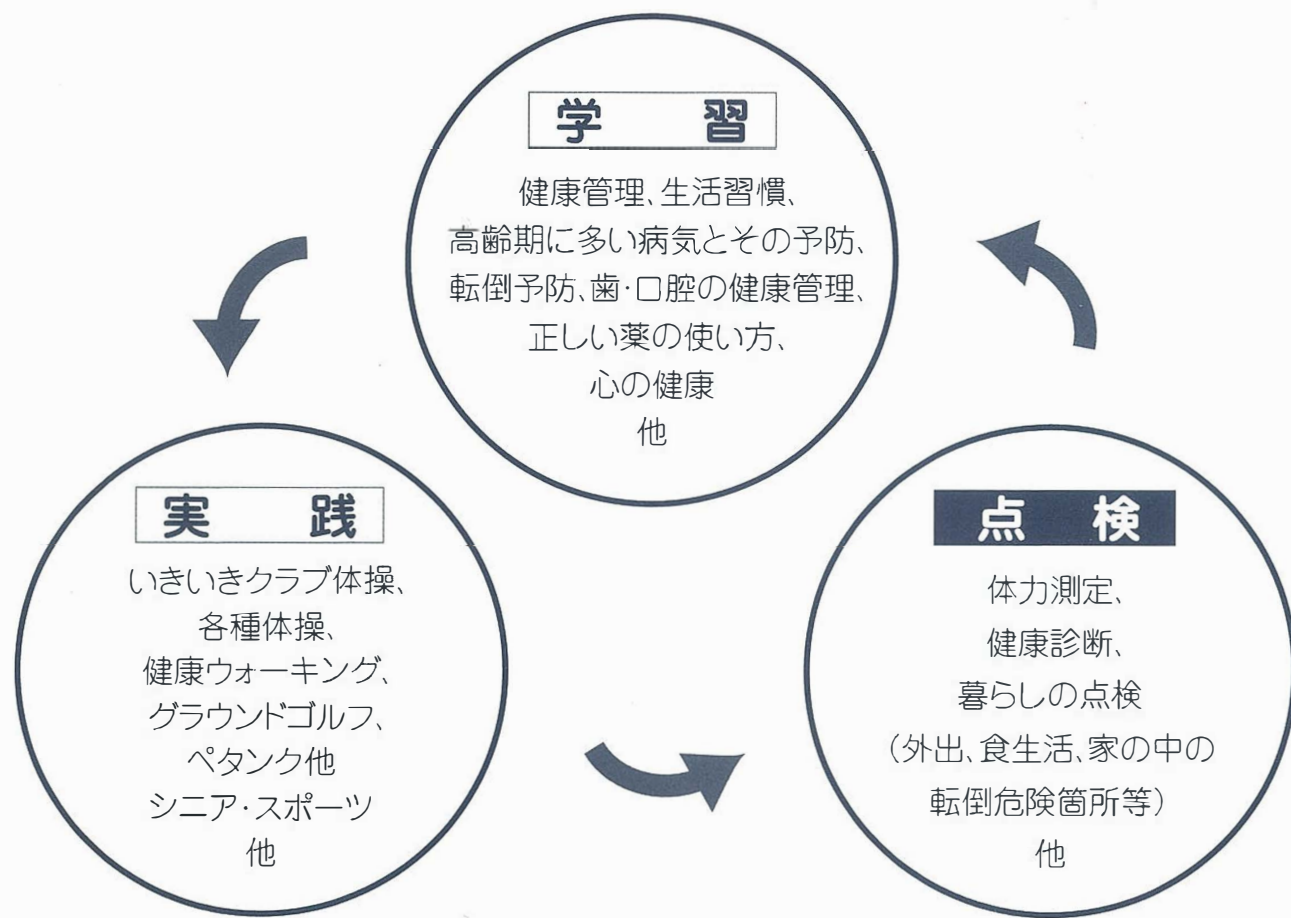 学 習
健康管理、生活習慣、
高齢期に多い病気とその予防、
転倒予防、歯・口腔の健康管理、
正しい薬の使い方、
心の健康
他
実 践
いきいきクラブ体操、
各種体操、
健康ウォーキング、
グラウンドゴルフ、
ペタンク他
シニア・スポーツ
他
点 検
体力測定、
健康診断、
暮らしの点検
(外出、食生活、家の中の
転倒危険箇所等)
他